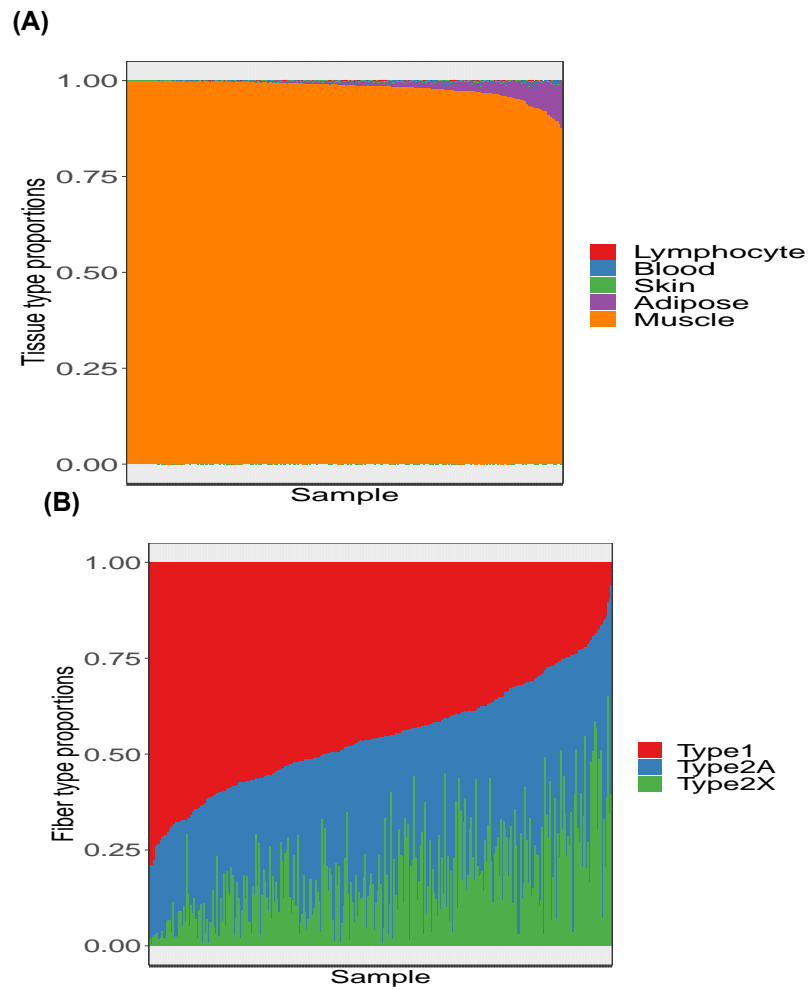 (A)
Tissue type proportions
1.00
0.75
0.50
0.25
0.00
Sample
Lymphocyte
Blood
Skin
Adipose
Muscle
(B)
Fiber type proportions
1.00
0.75
0.50
0.25
0.00
Sample
Type1
Type2A
Type2X